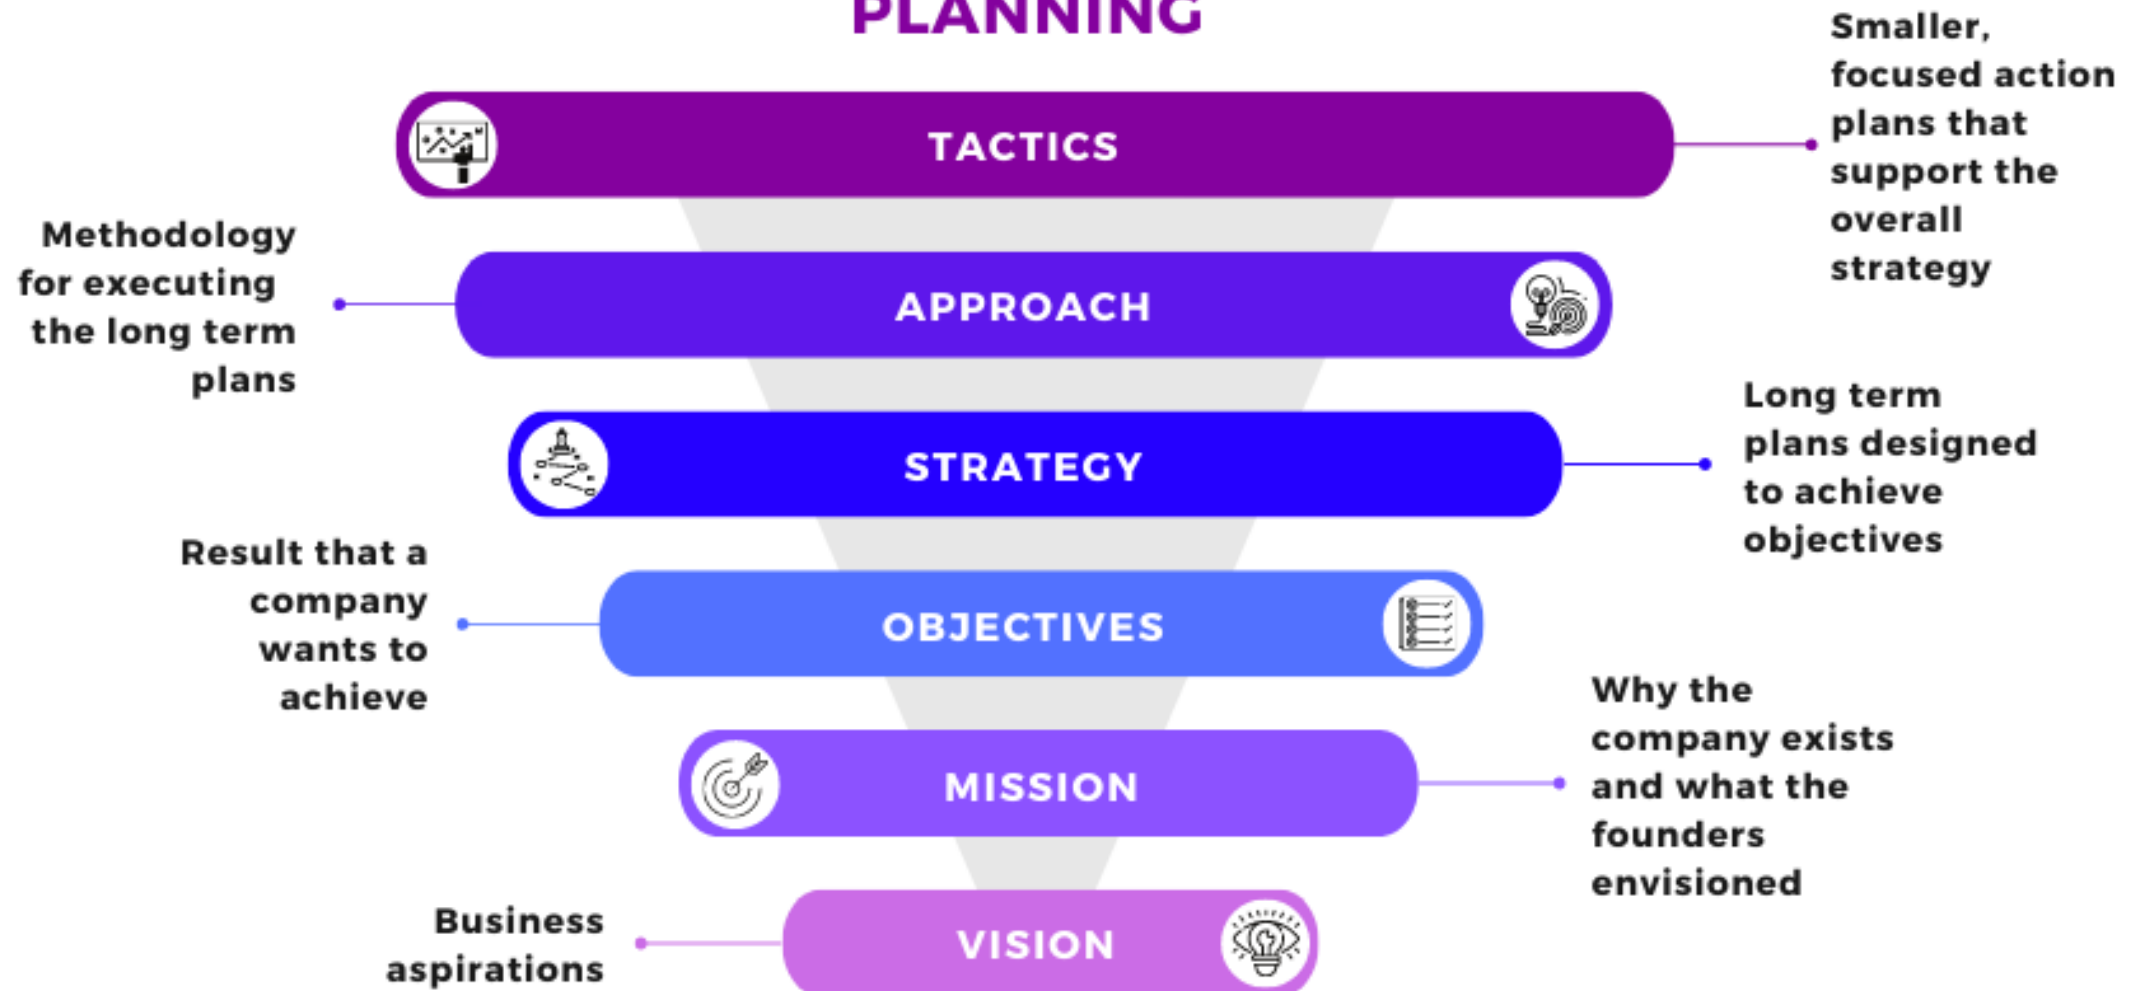 PLANNING
TACTICS
Smaller,
focused action
plans that
support the
overall
strategy
APPROACH
Methodology
for executing
the long term
plans
STRATEGY
Long term
plans designed
to achieve
objectives
OBJECTIVES
Result that a
company
wants to
achieve
MISSION
Why the
company exists
and what the
founders
envisioned
VISION
Business
aspirations